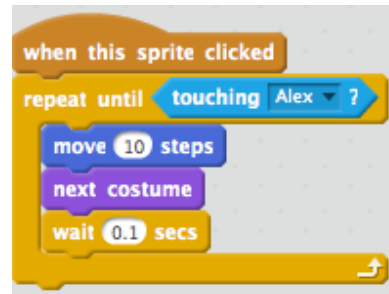 when this sprite clicked
repeat until touching Alex ?
move 10 steps
next costume
wait 0.1 secs